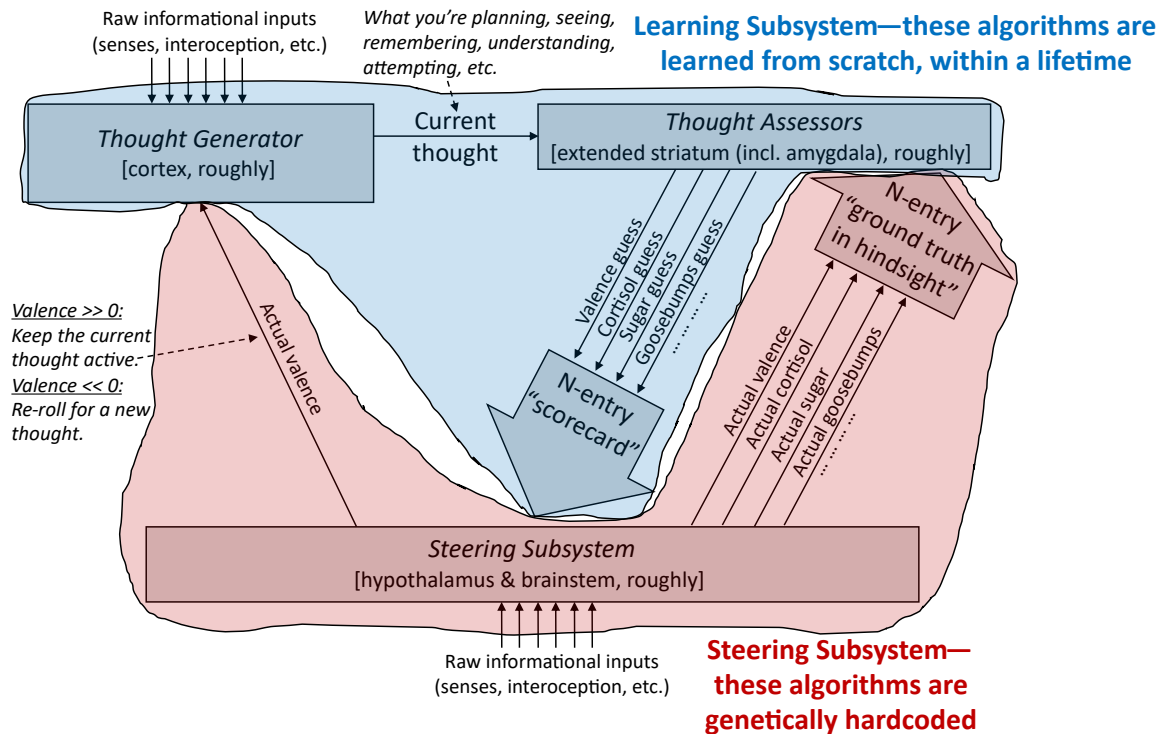 Raw informational inputs
(senses, interoception, etc.)
What you’re planning, seeing,
remembering, understanding,
attempting, etc.
Learning Subsystem—these algorithms are
learned from scratch, within a lifetime
Thought Generator
[cortex, roughly]
Current
thought
Thought Assessors
[extended striatum (incl. amygdala), roughly]
Valence guess
Cortisol guess
Sugar guess
Goosebumps guess
... ... ...
N-entry
“scorecard”
N-entry
“ground truth
in hindsight”
Actual valence
Actual cortisol
Actual sugar
Actual goosebumps
... ... ...
Valence >> 0:
Keep the current
thought active.
Valence << 0:
Re-roll for a new
thought.
Actual valence
Steering Subsystem
[hypothalamus & brainstem, roughly]
Raw informational inputs
(senses, interoception, etc.)
Steering Subsystem—
these algorithms are
genetically hardcoded